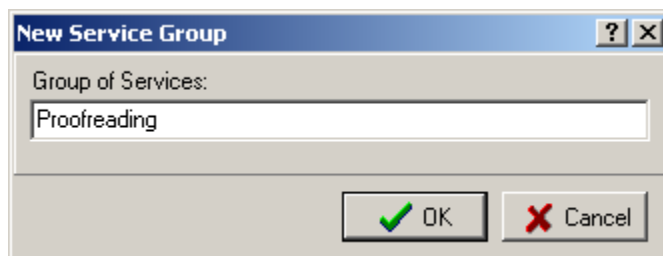 New Service Group
Group of Services:
Proofreading
OK Cancel